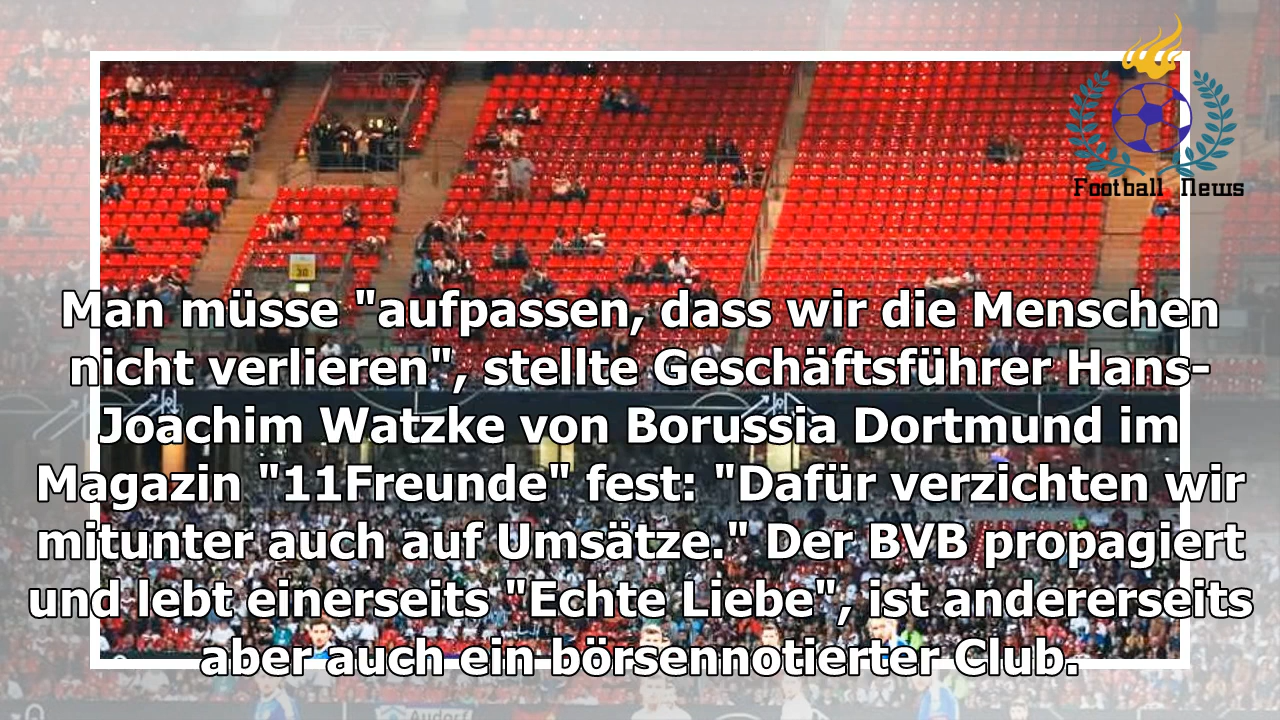 Football News
30
Man müsse "aufpassen, dass wir die Menschen
nicht verlieren", stellte Geschäftsführer Hans-
Joachim Watzke von Borussia Dortmund im
Magazin "11Freunde" fest: "Dafür verzichten wir
mitunter auch auf Umsätze." Der BVB propagiert
und lebt einerseits "Echte Liebe", ist andererseits
aber auch ein börsennotierter Club.
Audorf